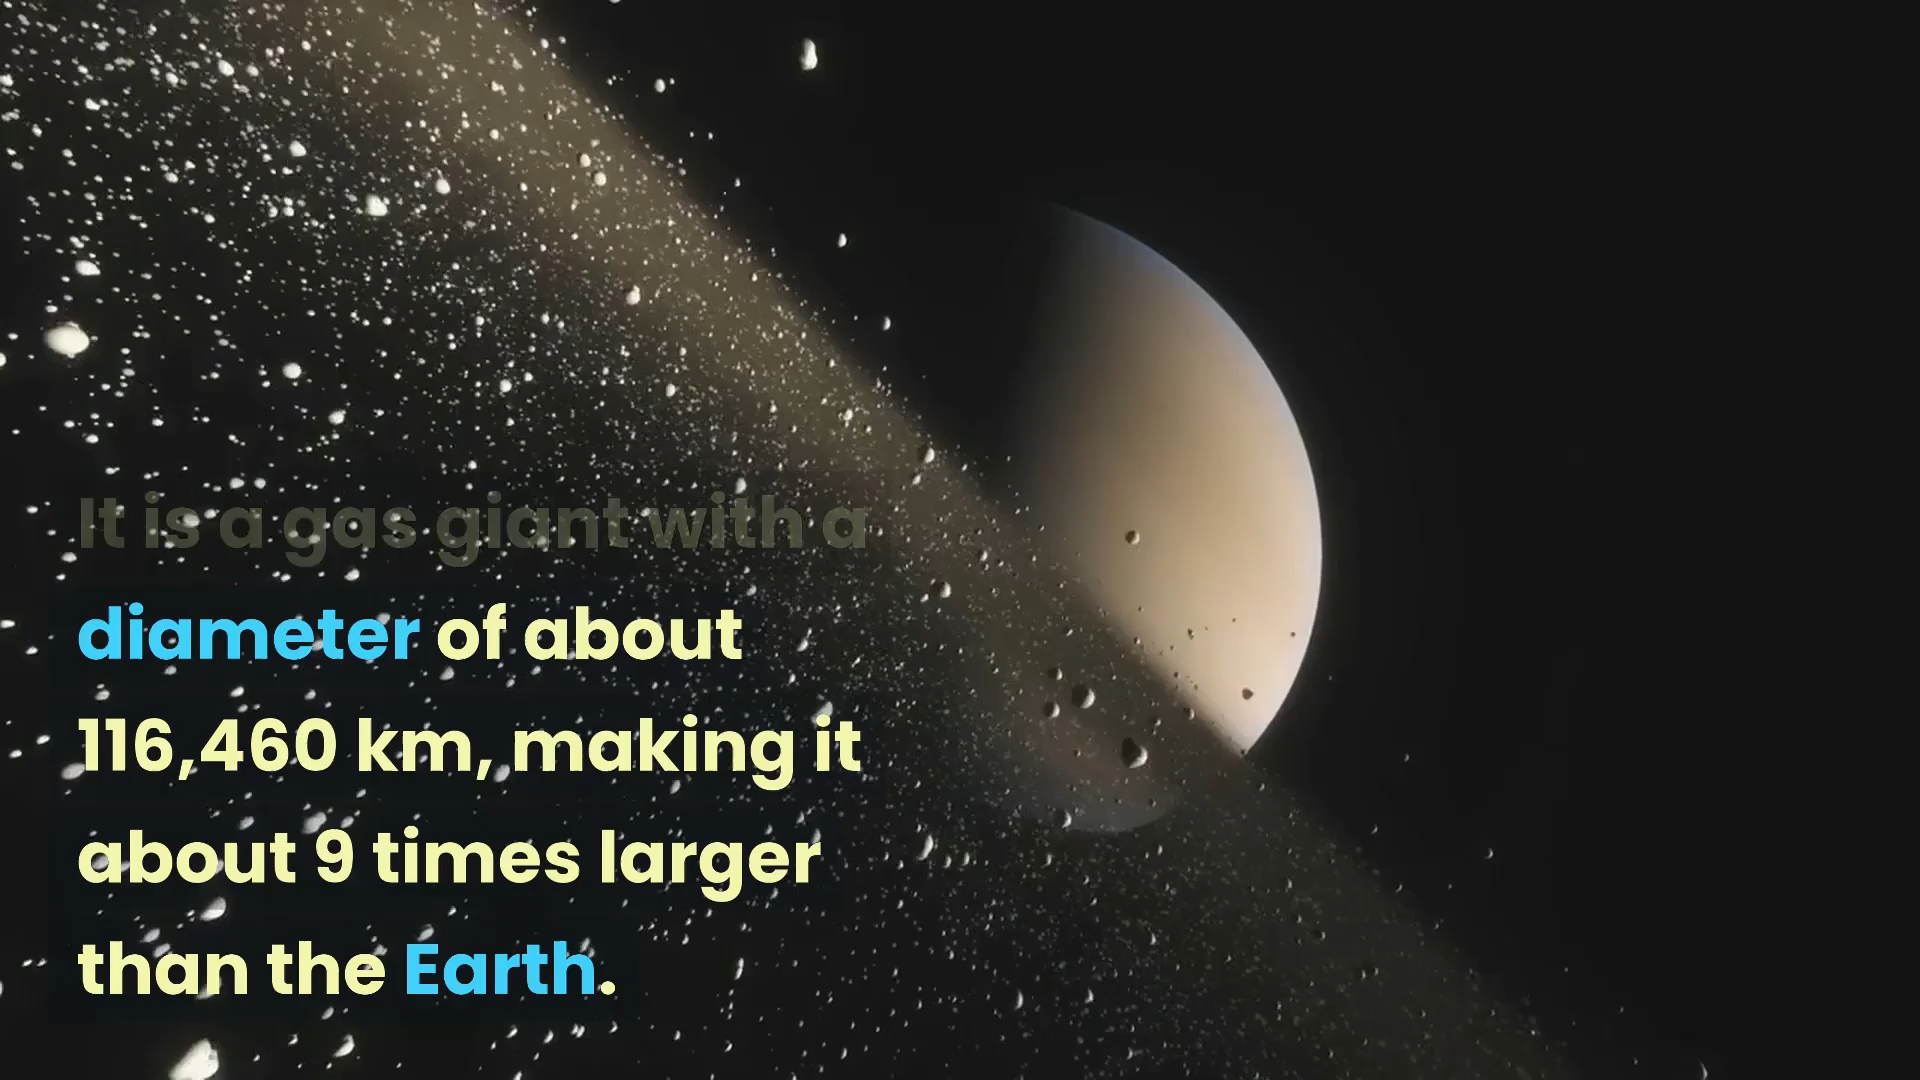 It is a gas giant with a
diameter of about
116,460 km, making it
about 9 times larger
than the Earth.